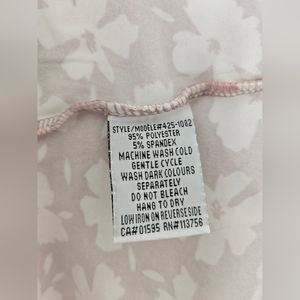 STYLE/MODÈLE#425-1082
95% POLYESTER
5% SPANDEX
MACHINE WASH COLD
GENTLE CYCLE
WASH DARK COLOURS
SEPARATELY
DO NOT BLEACH
HANG TO DRY
LOW IRON ON REVERSE SIDE
CA#01595 RN#113756